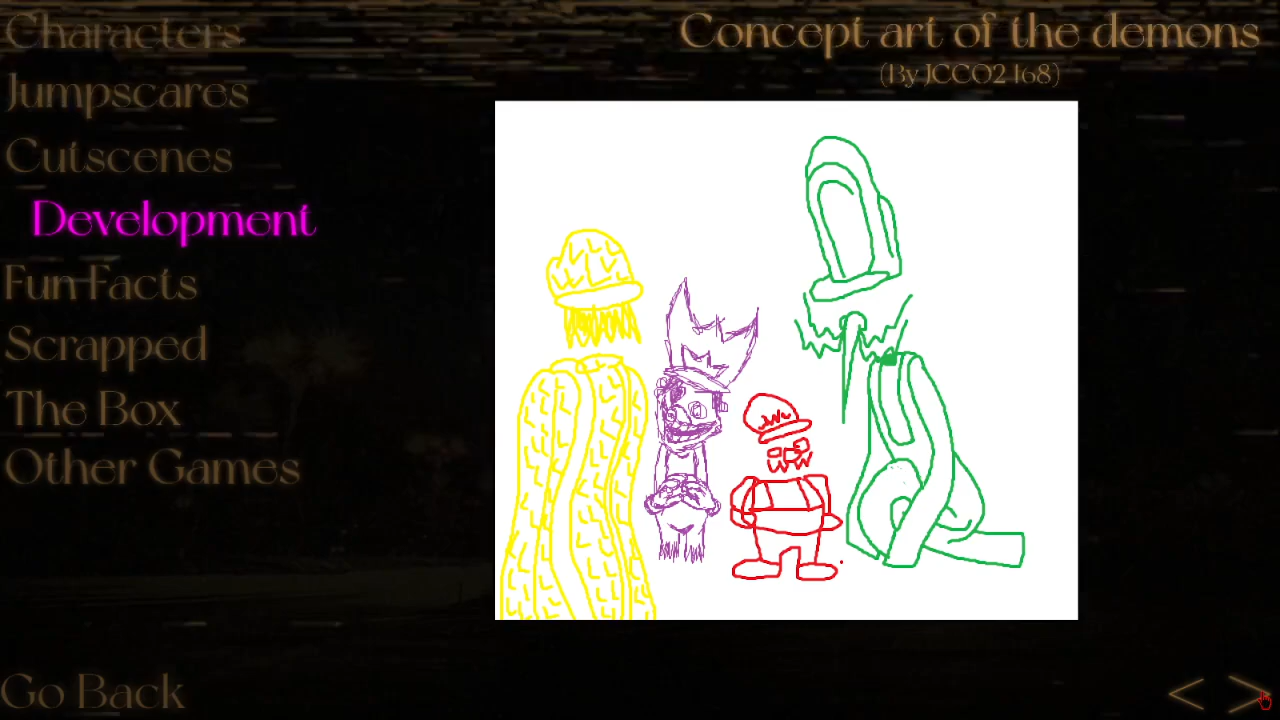 Characters
Jumpscares
Cutscenes
Development
Fun Facts
Scrapped
The Box
Other Games
Go Back
Concept art of the demons
(By JCC02168)
< >